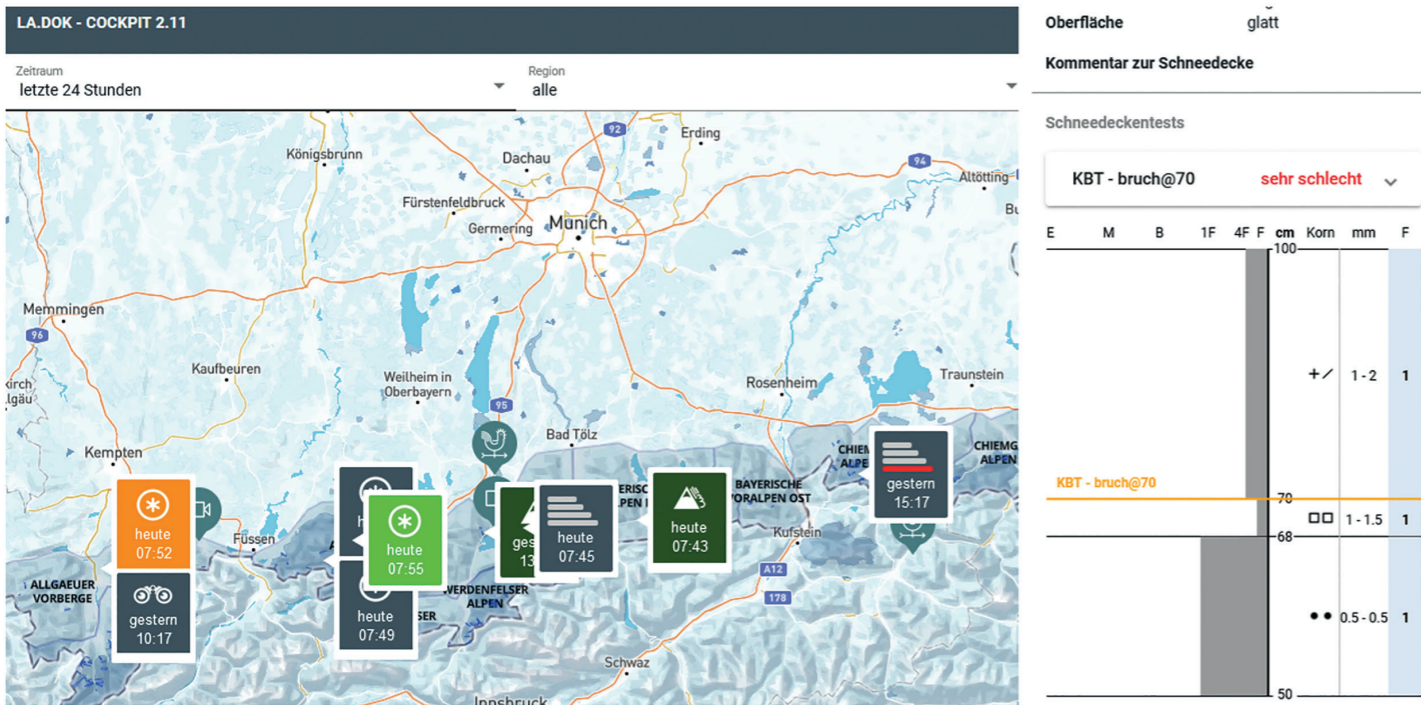 LA.DOK - COCKPIT 2.11
Zeitraum
letzte 24 Stunden
Region
alle
92
Erding
Königsbrunn
Dachau
94
Altötting
Fürstenfeldbruck
Germering
Munich
Memmingen
96
Kaufbeuren
Weilheim in
Oberbayern
Rosenheim
Traunstein
95
Bad Tölz
Kempten
Füssen
Kufstein
A12
178
Schwaz
Innsbruck
ALLGAEUER
VORBERGE
WERDENFELSER
ALPEN
BAYERISCHE
VORALPEN OST
CHIEMG
ALPEN
heute
07:52
gestern
10:17
heute
07:55
heute
07:49
heute
07:45
heute
07:43
gestern
15:17
Oberfläche
glatt
Kommentar zur Schneedecke
Schneedeckentests
KBT - bruch@70 sehr schlecht
E M B 1F 4F F cm Korn mm F
100
+ 1 - 2 1
KBT - bruch@70
70
1 - 1.5 1
68
0.5 - 0.5 1
50